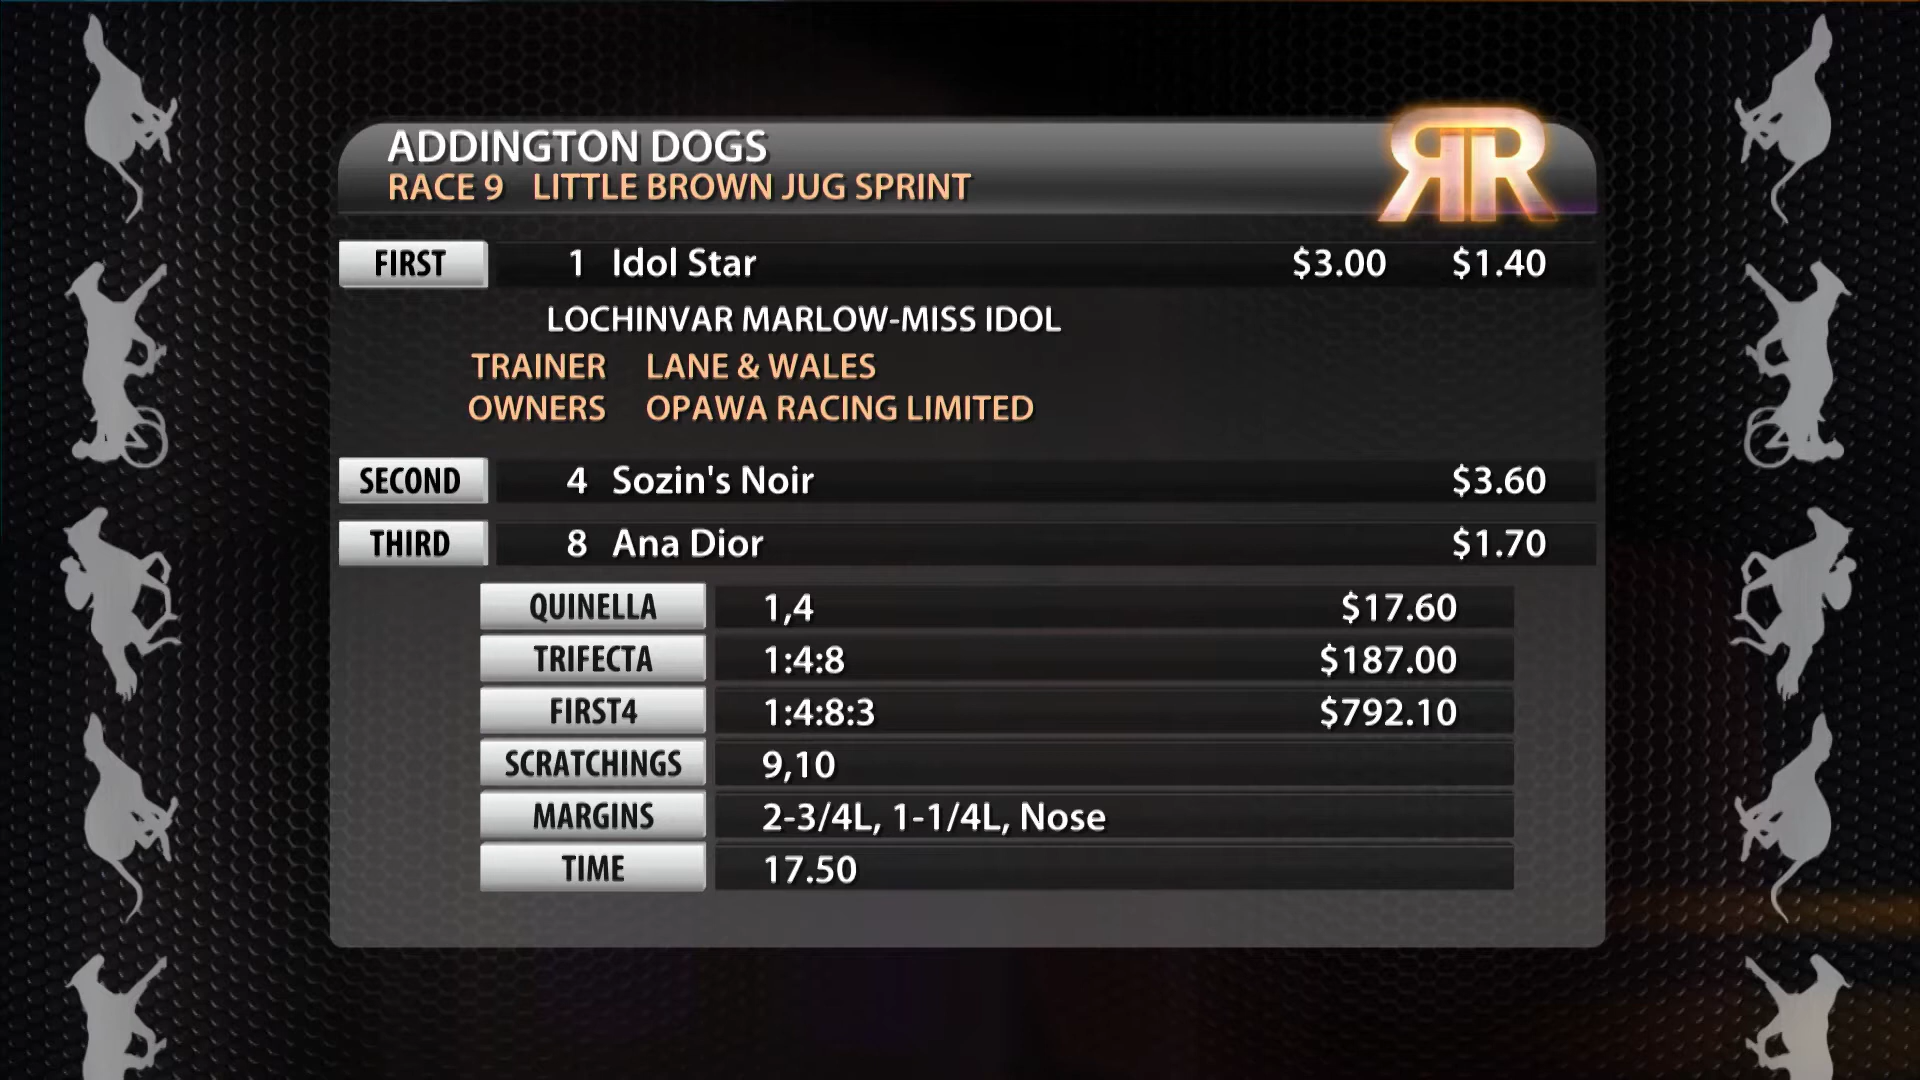 ADDINGTON DOGS
RACE 9 LITTLE BROWN JUG SPRINT
RR
FIRST 1 Idol Star $3.00 $1.40
LOCHINVAR MARLOW-MISS IDOL
TRAINER LANE & WALES
OWNERS OPAWA RACING LIMITED
SECOND 4 Sozin's Noir $3.60
THIRD 8 Ana Dior $1.70
QUINELLA 1,4 $17.60
TRIFECTA 1:4:8 $187.00
FIRST4 1:4:8:3 $792.10
SCRATCHINGS 9,10
MARGINS 2-3/4L, 1-1/4L, Nose
TIME 17.50